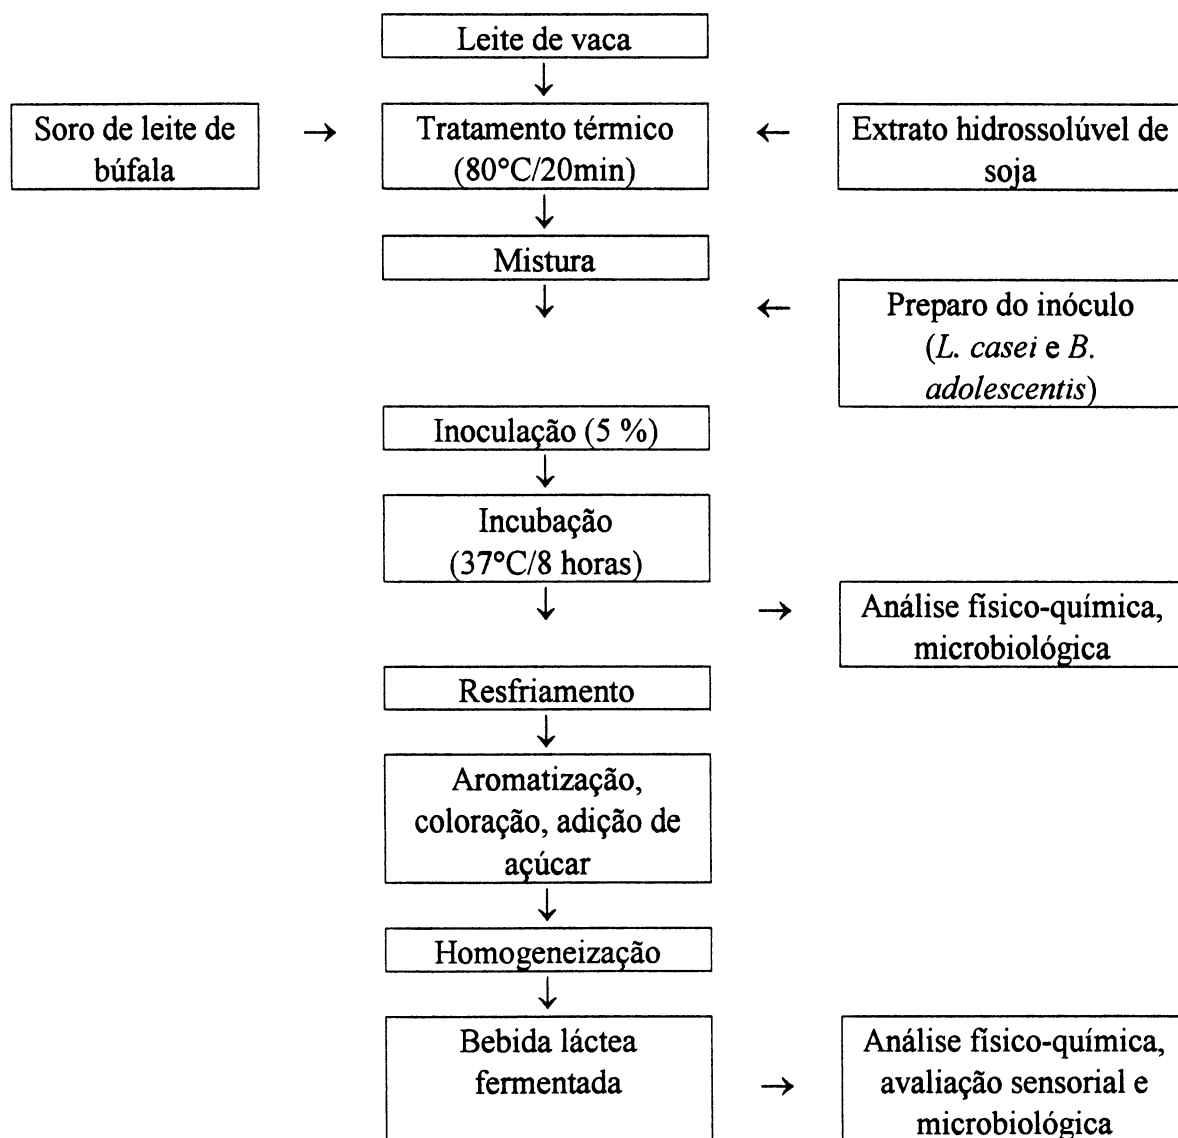 Leite de vaca
↓
Soro de leite de
búfala
→
Tratamento térmico
(80°C/20min)
←
Extrato hidrossolúvel de
soja
↓
Mistura
↓
←
Preparo do inóculo
(L. casei e B.
adolescentis)
Inoculação (5 %)
↓
Incubação
(37°C/8 horas)
↓
→
Análise físico-química,
microbiológica
Resfriamento
↓
Aromatização,
coloração, adição de
açúcar
↓
Homogeneização
↓
Bebida láctea
fermentada
→
Análise físico-química,
avaliação sensorial e
microbiológica